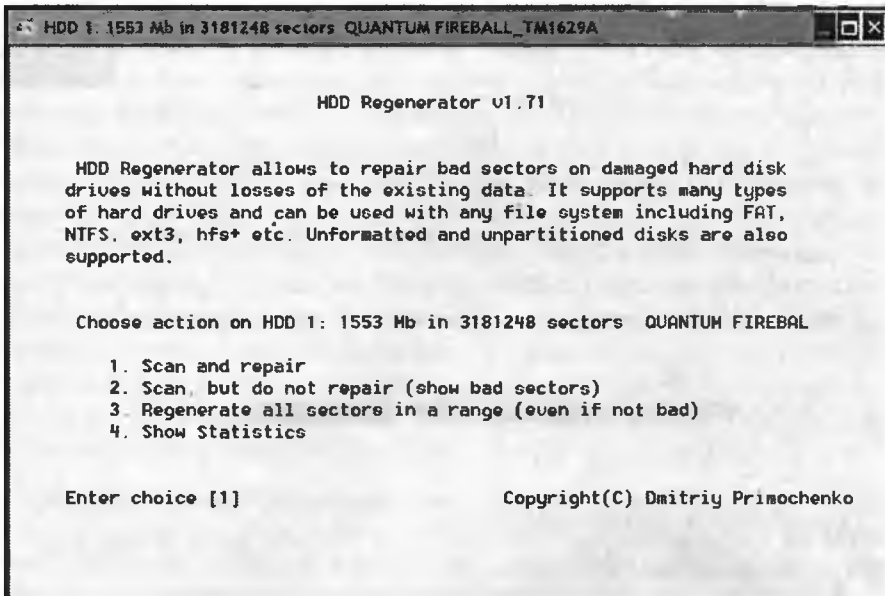 HDD 1: 1553 Mb in 3181248 sectors QUANTUM FIREBALL_TM1629A
HDD Regenerator v1.71
HDD Regenerator allows to repair bad sectors on damaged hard disk
drives without losses of the existing data. It supports many types
of hard drives and can be used with any file system including FAT,
NTFS, ext3, hfs+ etc. Unformatted and unpartitioned disks are also
supported.
Choose action on HDD 1: 1553 Mb in 3181248 sectors QUANTUM FIREBAL
1. Scan and repair
2. Scan, but do not repair (show bad sectors)
3. Regenerate all sectors in a range (even if not bad)
4. Show Statistics
Enter choice [1] Copyright(C) Dmitriy Primochenko